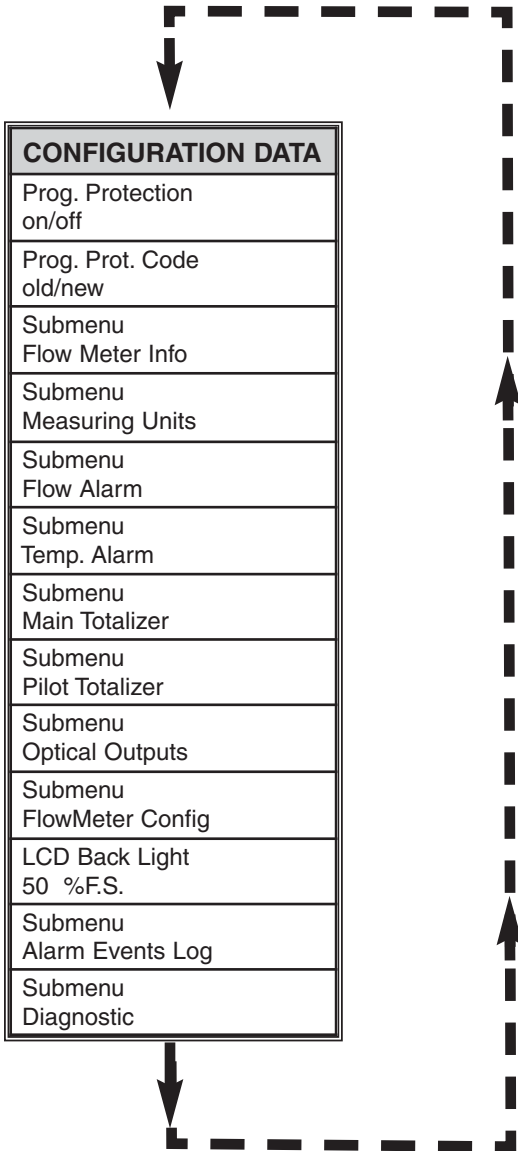 CONFIGURATION DATA
Prog. Protection
on/off
Prog. Prot. Code
old/new
Submenu
Flow Meter Info
Submenu
Measuring Units
Submenu
Flow Alarm
Submenu
Temp. Alarm
Submenu
Main Totalizer
Submenu
Pilot Totalizer
Submenu
Optical Outputs
Submenu
FlowMeter Config
LCD Back Light
50 %F.S.
Submenu
Alarm Events Log
Submenu
Diagnostic